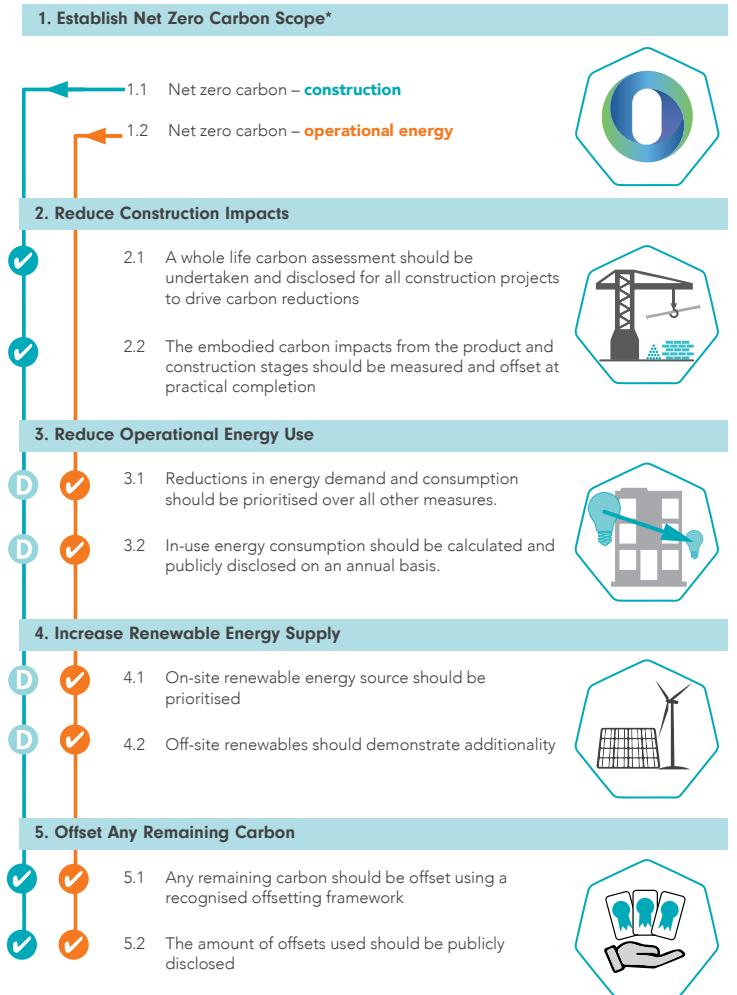 1. Establish Net Zero Carbon Scope*
1.1 Net zero carbon – construction
1.2 Net zero carbon – operational energy
2. Reduce Construction Impacts
2.1 A whole life carbon assessment should be
undertaken and disclosed for all construction projects
to drive carbon reductions
2.2 The embodied carbon impacts from the product and
construction stages should be measured and offset at
practical completion
3. Reduce Operational Energy Use
D
3.1 Reductions in energy demand and consumption
should be prioritised over all other measures.
D
3.2 In-use energy consumption should be calculated and
publicly disclosed on an annual basis.
4. Increase Renewable Energy Supply
D
4.1 On-site renewable energy source should be
prioritised
D
4.2 Off-site renewables should demonstrate additionality
5. Offset Any Remaining Carbon
5.1 Any remaining carbon should be offset using a
recognised offsetting framework
5.2 The amount of offsets used should be publicly
disclosed